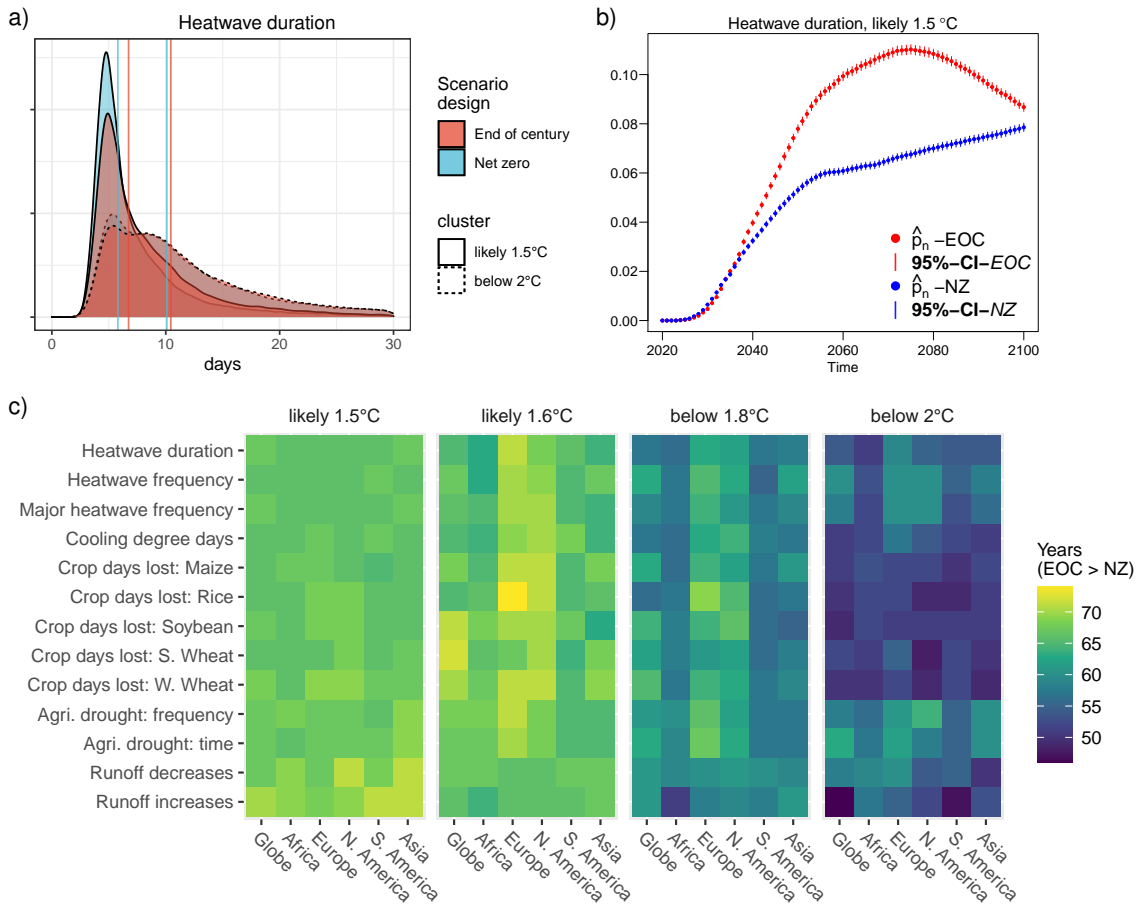 a)
Heatwave duration
0
10
20
30
days
Scenario
design
End of century
Net zero
cluster
likely 1.5°C
below 2°C
b)
Heatwave duration, likely 1.5 °C
0.10
0.08
0.06
0.04
0.02
0.00
2020
2040
2060
2080
2100
Time
p̂n –EOC
95%–CI–EOC
p̂n –NZ
95%–CI–NZ
c)
likely 1.5°C
likely 1.6°C
below 1.8°C
below 2°C
Heatwave duration
Heatwave frequency
Major heatwave frequency
Cooling degree days
Crop days lost: Maize
Crop days lost: Rice
Crop days lost: Soybean
Crop days lost: S. Wheat
Crop days lost: W. Wheat
Agri. drought: frequency
Agri. drought: time
Runoff decreases
Runoff increases
Globe
Africa
Europe
N. America
S. America
Asia
Globe
Africa
Europe
N. America
S. America
Asia
Globe
Africa
Europe
N. America
S. America
Asia
Globe
Africa
Europe
N. America
S. America
Asia
Years
(EOC > NZ)
70
65
60
55
50